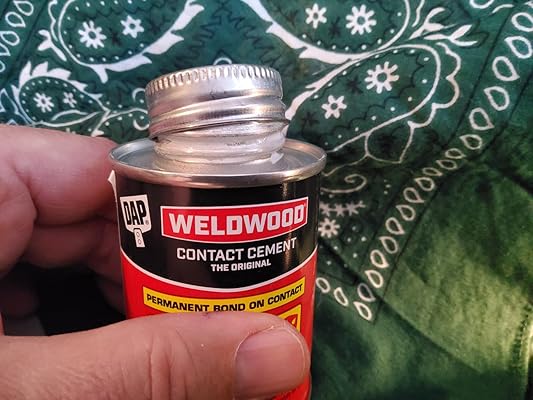 DAP
WELDWOOD
CONTACT CEMENT
THE ORIGINAL
PERMANENT BOND ON CONTACT